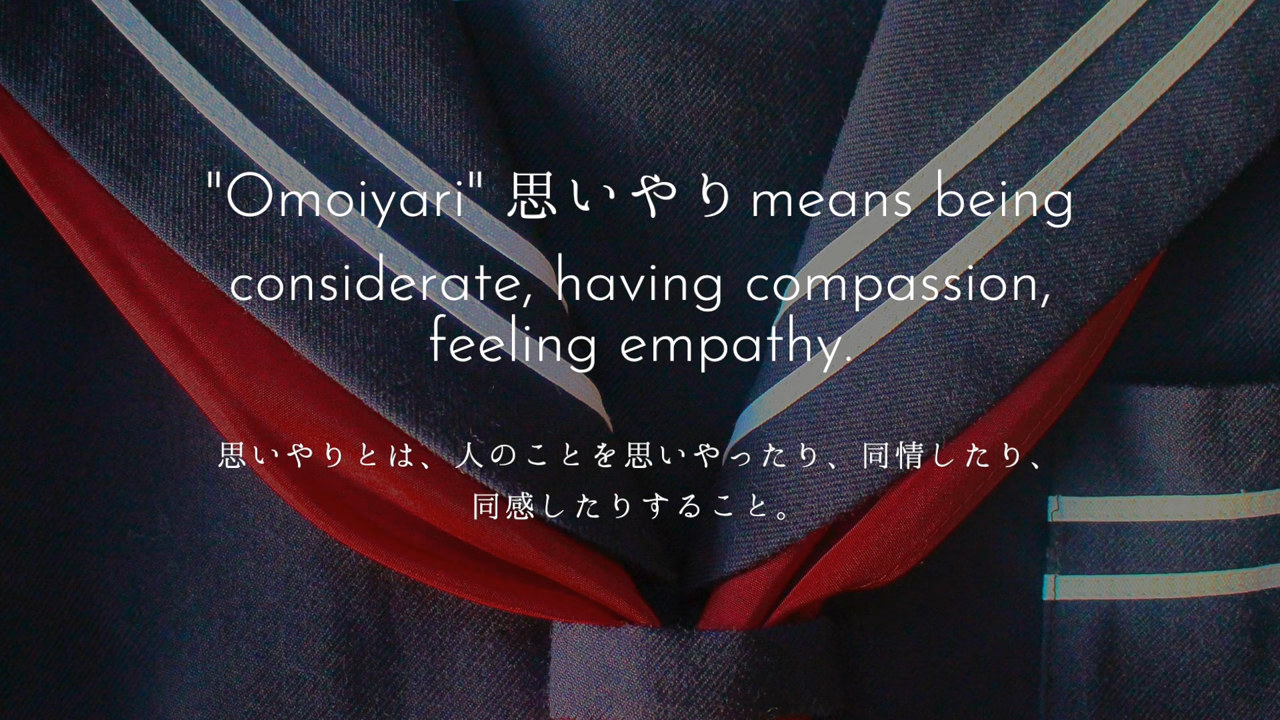 "Omoiyari" 思いやり means being
considerate, having compassion,
feeling empathy.
思いやりとは、人のことを思いやったり、同情したり、
同感したりすること。